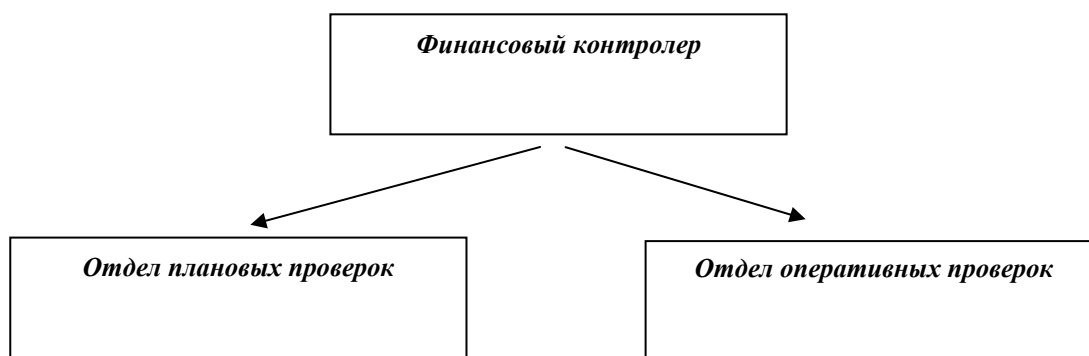 Финансовый контролер
Отдел плановых проверок
Отдел оперативных проверок